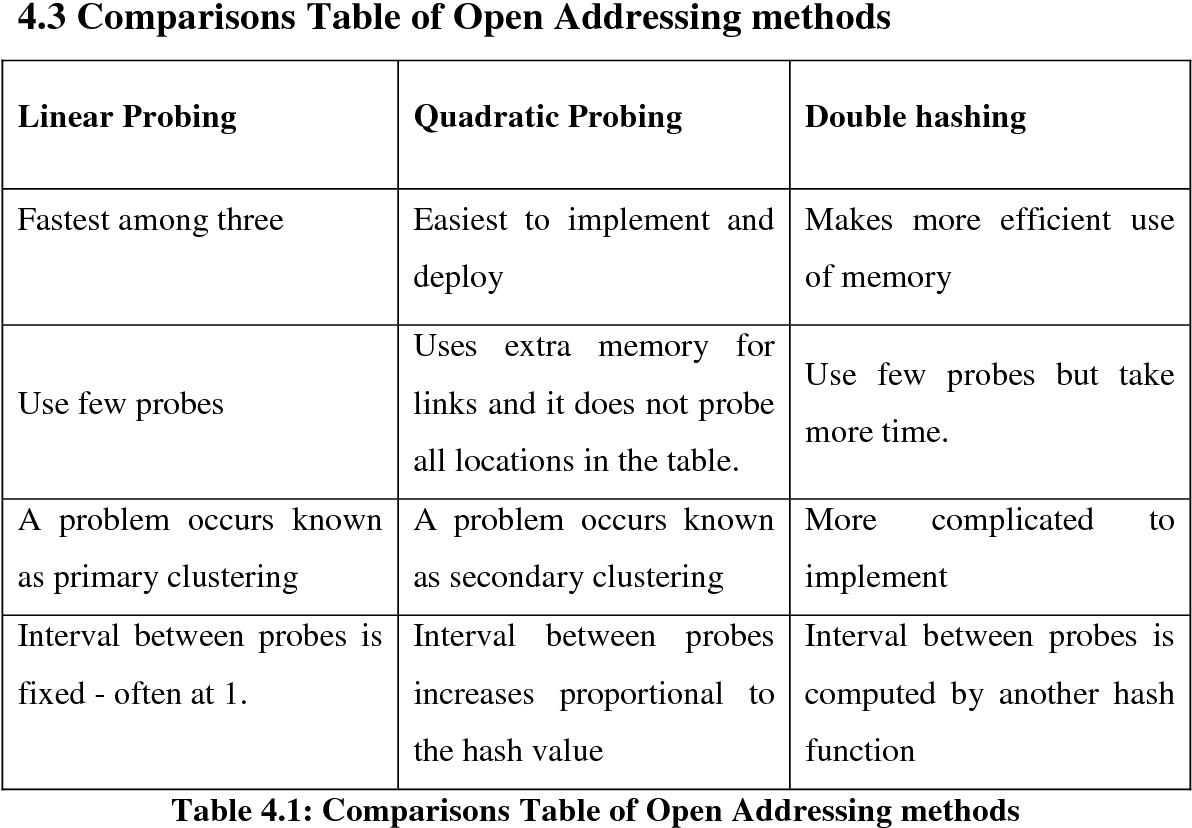 4.3 Comparisons Table of Open Addressing methods
Linear Probing
Quadratic Probing
Double hashing
Fastest among three
Easiest to implement and
deploy
Makes more efficient use
of memory
Use few probes
Uses extra memory for
links and it does not probe
all locations in the table.
Use few probes but take
more time.
A problem occurs known
as primary clustering
A problem occurs known
as secondary clustering
More complicated to
implement
Interval between probes is
fixed - often at 1.
Interval between probes
increases proportional to
the hash value
Interval between probes is
computed by another hash
function
Table 4.1: Comparisons Table of Open Addressing methods